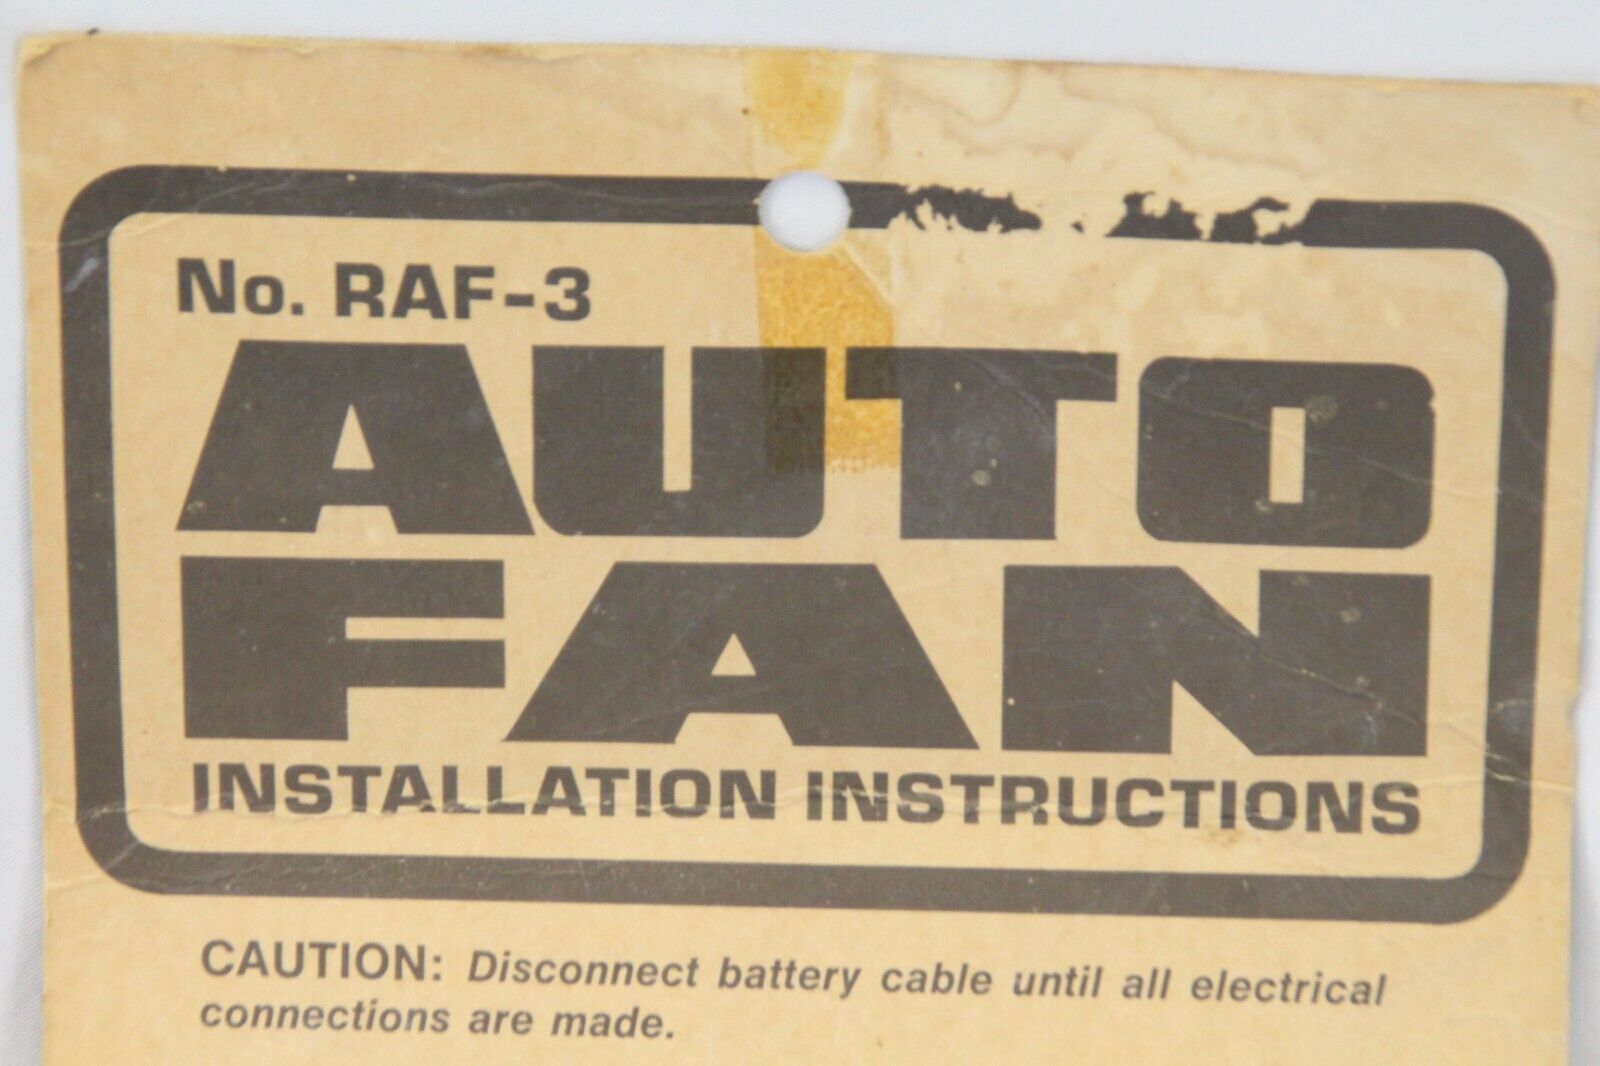 No. RAF-3
AUTO
FAN
INSTALLATION INSTRUCTIONS
CAUTION: Disconnect battery cable until all electrical
connections are made.